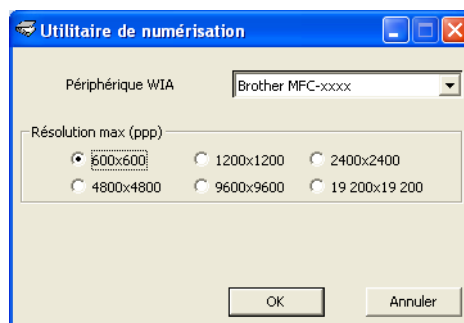 Utilitaire de numérisation
Périphérique WIA Brother MFC-xxxx
Résolution max (ppp)
600x600 1200x1200 2400x2400
4800x4800 9600x9600 19 200x19 200
OK Annuler